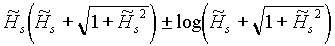 H̃ₛ(H̃ₛ + √(1 + H̃ₛ²)) ± log(H̃ₛ + √(1 + H̃ₛ²))